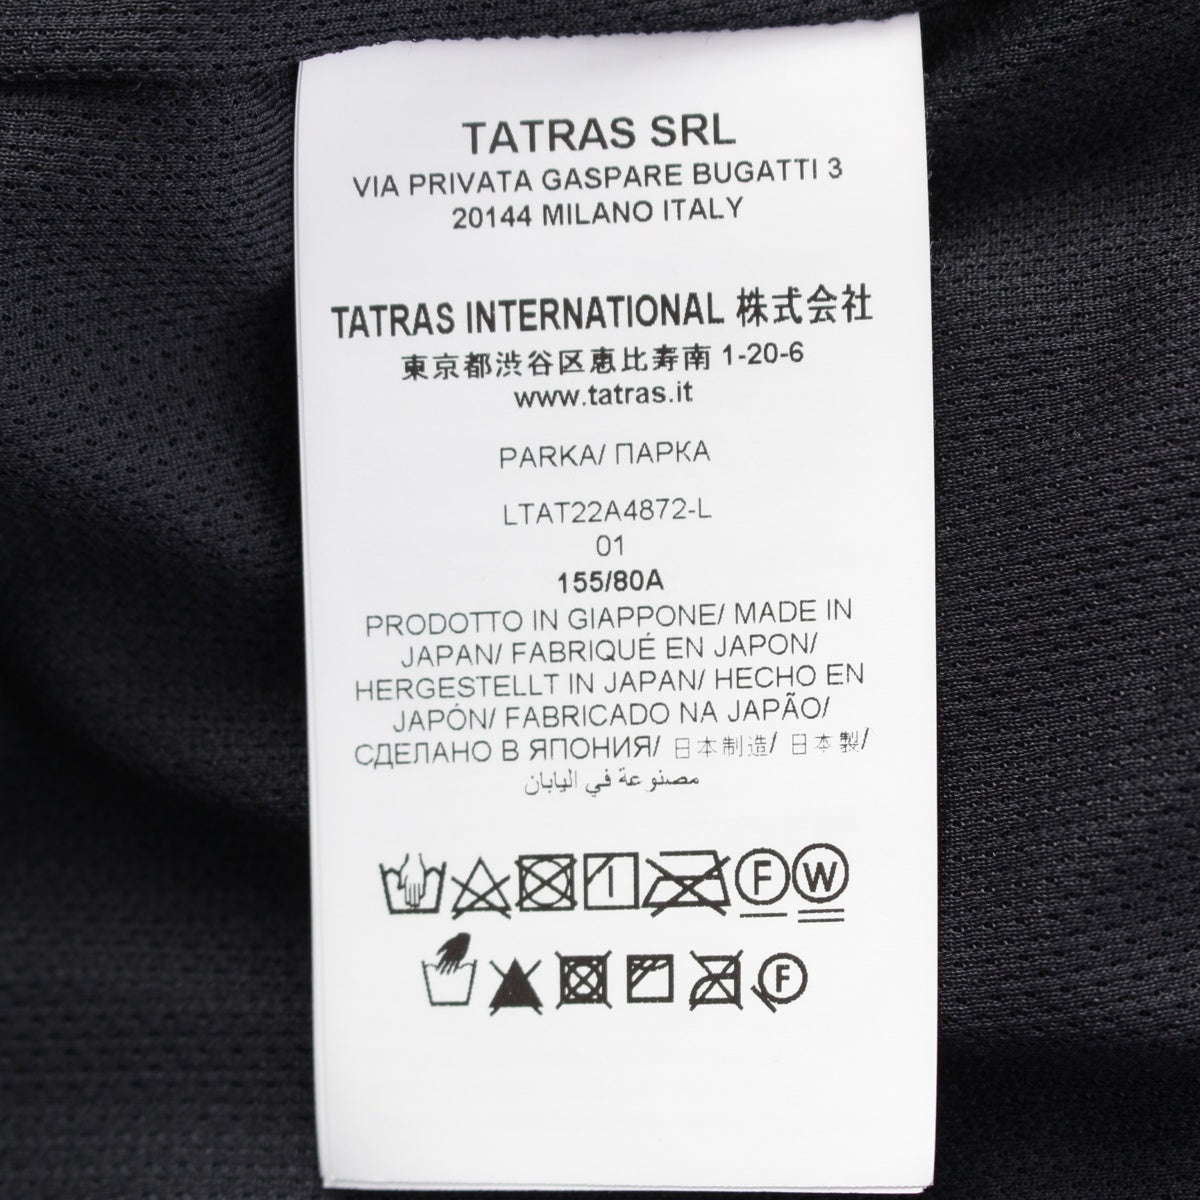 TATRAS SRL
VIA PRIVATA GASPARE BUGATTI 3
20144 MILANO ITALY
TATRAS INTERNATIONAL 株式会社
東京都渋谷区恵比寿南 1-20-6
www.tatras.it
PARKA/ ПАРКА
LTAT22A4872-L
01
155/80A
PRODOTTO IN GIAPPONE/ MADE IN
JAPAN/ FABRIQUÉ EN JAPON/
HERGESTELLT IN JAPAN/ HECHO EN
JAPÓN/ FABRICADO NA JAPÃO/
СДЕЛАНО В ЯПОНИЯ/ 日本制造/ 日本製/
مصنوعة في اليابان
F W
F